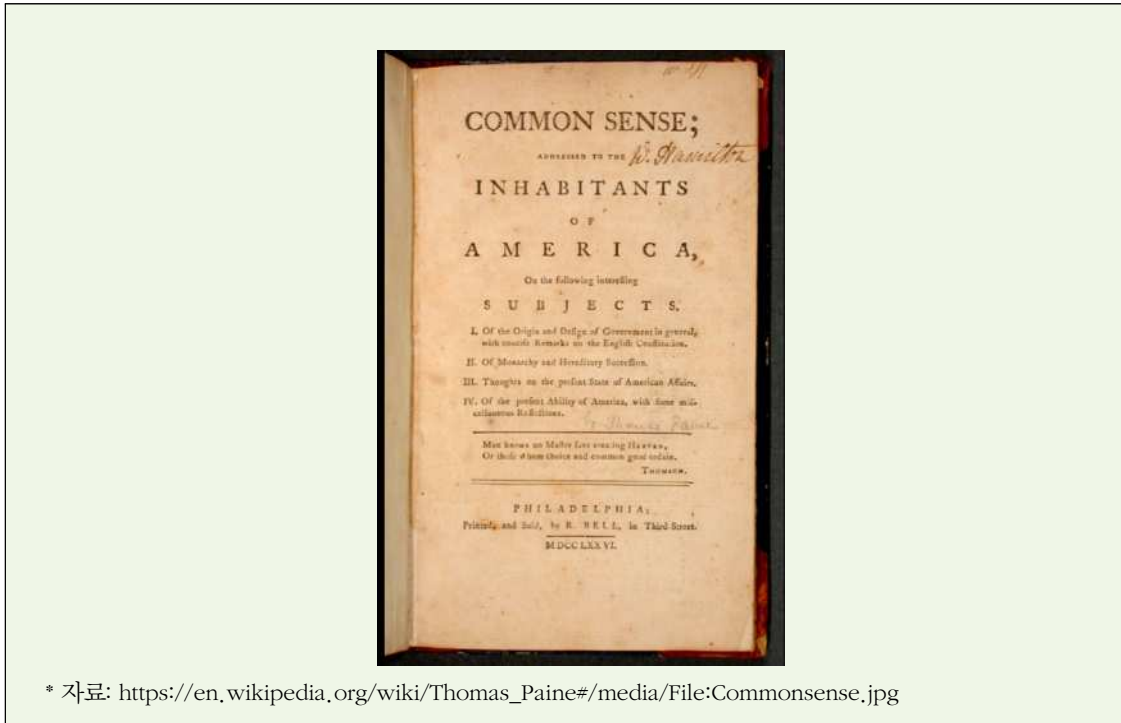 COMMON SENSE;
ADDRESSED TO THE W. Hamilton
INHABITANTS
OF
AMERICA,
On the following interesting
SUBJECTS.
I. Of the Origin and Design of Government in general,
with concise Remarks on the English Constitution.
II. Of Monarchy and Hereditary Succession.
III. Thoughts on the present State of American Affairs.
IV. Of the present Ability of America, with some mis-
cellaneous Reflections.
by Thomas Paine
Man knows no Master save creating HEAVEN,
Or those whom choice and common good ordain.
THOMSON.
PHILADELPHIA;
Printed, and Sold, by R. BELL, in Third-Street.
MDCCLXXVI.
* 자료: https://en.wikipedia.org/wiki/Thomas_Paine#/media/File:Commonsense.jpg